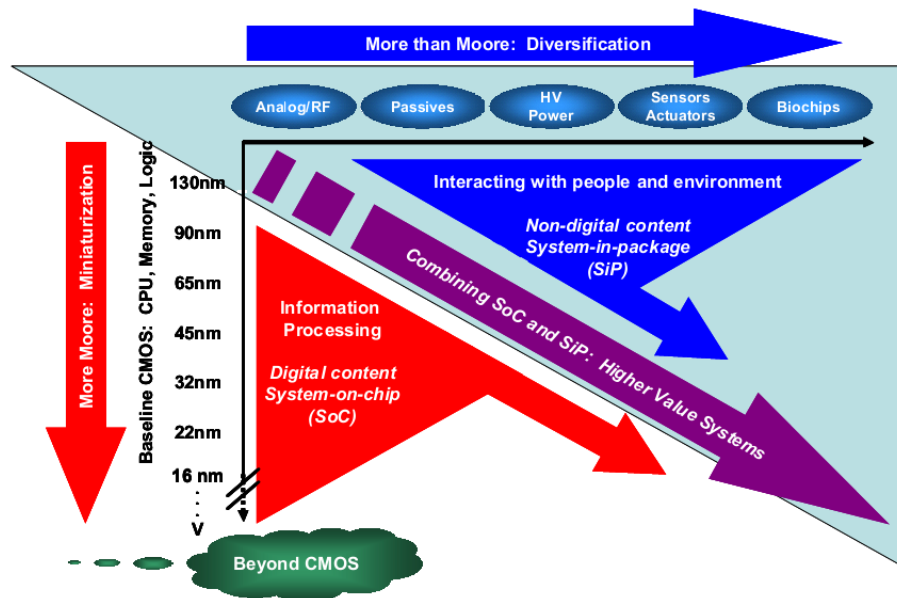 More than Moore: Diversification
Analog/RF
Passives
HV
Power
Sensors
Actuators
Biochips
More Moore: Miniaturization
Baseline CMOS: CPU, Memory, Logic
130nm
90nm
65nm
45nm
32nm
22nm
16 nm
V
Interacting with people and environment
Non-digital content
System-in-package
(SiP)
Combining SoC and SiP: Higher Value Systems
Information
Processing
Digital content
System-on-chip
(SoC)
Beyond CMOS